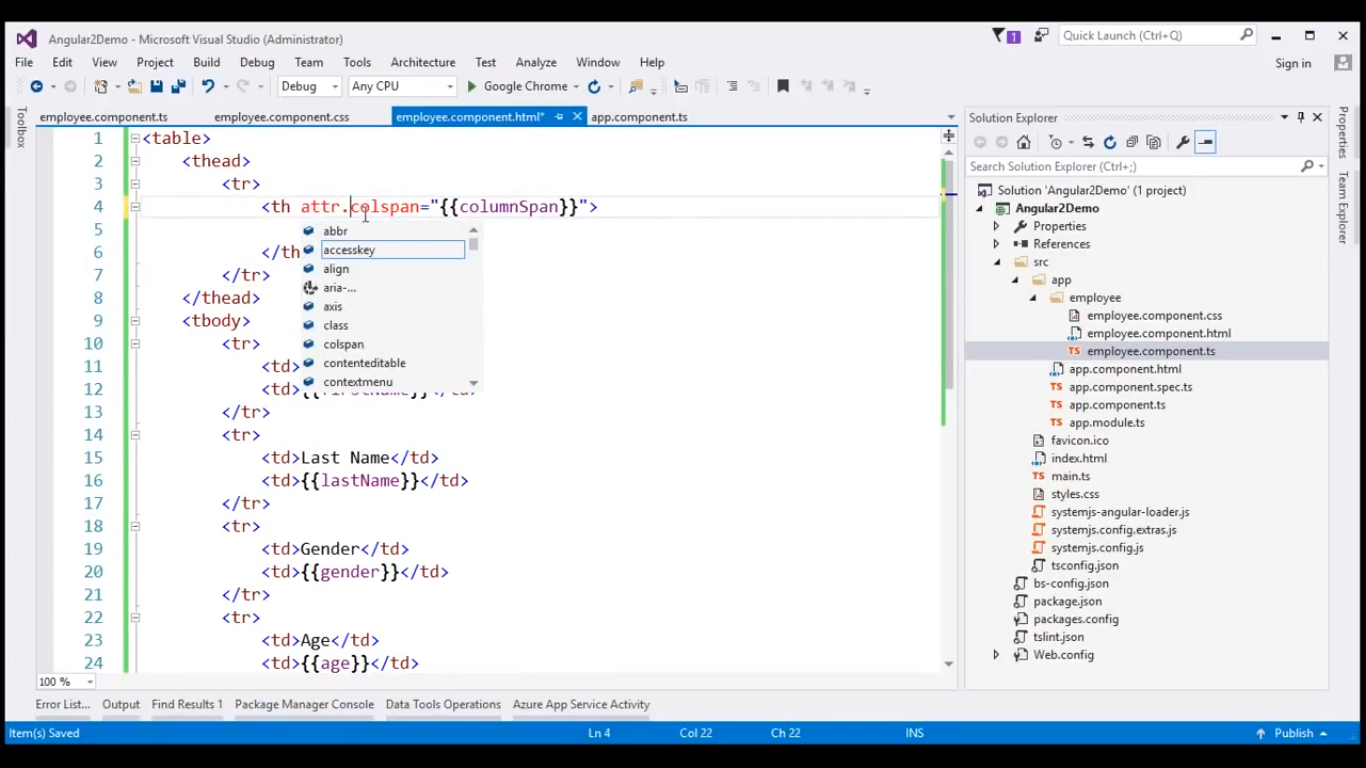 Angular2Demo - Microsoft Visual Studio (Administrator)
1
Quick Launch (Ctrl+Q)
File Edit View Project Build Debug Team Tools Architecture Test Analyze Window Help
Sign in
Debug Any CPU Google Chrome
Toolbox
employee.component.ts employee.component.css employee.component.html* app.component.ts
1 <table>
2 <thead>
3 <tr>
4 <th attr.colspan="{{columnSpan}}">
5
6 </th
7 </tr>
8 </thead>
9 <tbody>
10 <tr>
11 <td>
12 <td>{{firstName}}</td>
13 </tr>
14 <tr>
15 <td>Last Name</td>
16 <td>{{lastName}}</td>
17 </tr>
18 <tr>
19 <td>Gender</td>
20 <td>{{gender}}</td>
21 </tr>
22 <tr>
23 <td>Age</td>
24 <td>{{age}}</td>
abbr
accesskey
align
aria-...
axis
class
colspan
contenteditable
contextmenu
100 %
Solution Explorer
Search Solution Explorer (Ctrl+;)
Solution 'Angular2Demo' (1 project)
Angular2Demo
Properties
References
src
app
employee
employee.component.css
employee.component.html
employee.component.ts
app.component.html
app.component.spec.ts
app.component.ts
app.module.ts
favicon.ico
index.html
main.ts
styles.css
systemjs-angular-loader.js
systemjs.config.extras.js
systemjs.config.js
tsconfig.json
bs-config.json
package.json
packages.config
tslint.json
Web.config
Properties
Team Explorer
Error List... Output Find Results 1 Package Manager Console Data Tools Operations Azure App Service Activity
Item(s) Saved Ln 4 Col 22 Ch 22 INS Publish